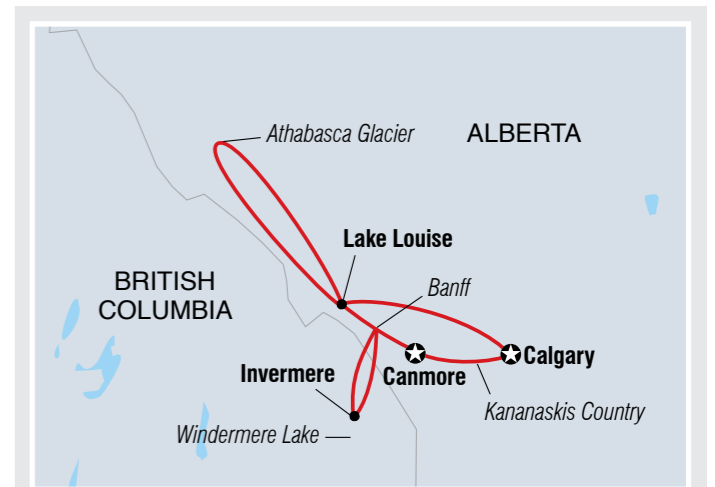 Athabasca Glacier
ALBERTA
Lake Louise
BRITISH
COLUMBIA
Banff
Invermere
Canmore
Calgary
Kananaskis Country
Windermere Lake